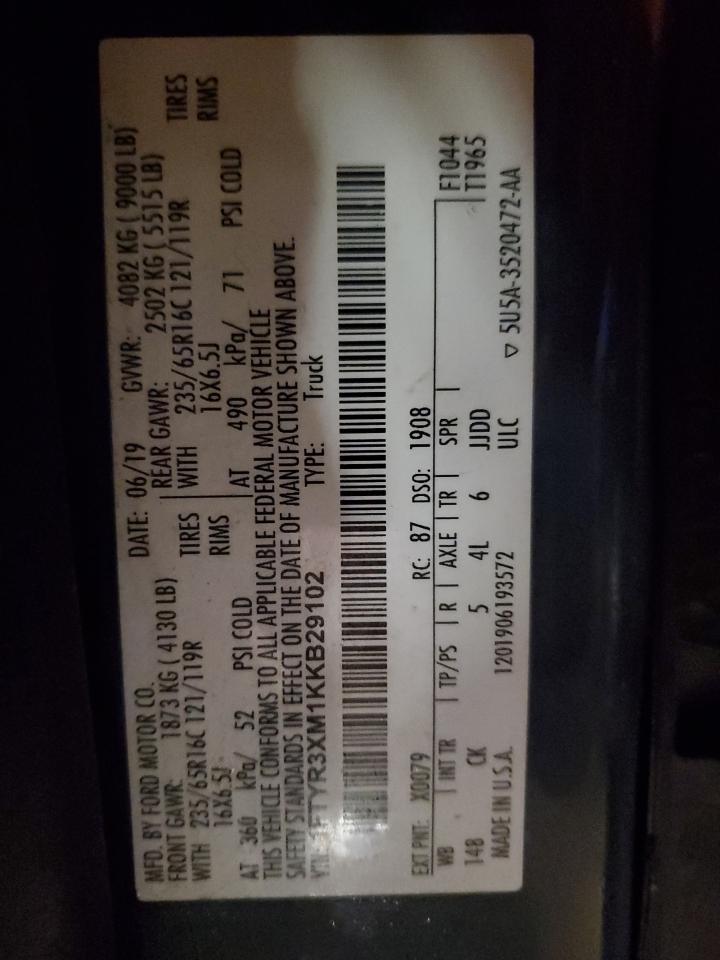 MFD. BY FORD MOTOR CO. DATE: 06/19 GVWR: 4082 KG ( 9000 LB)
FRONT GAWR: 1873 KG ( 4130 LB) REAR GAWR: 2502 KG ( 5515 LB)
WITH 235/65R16C 121/119R TIRES WITH 235/65R16C 121/119R TIRES
16X6.5J RIMS 16X6.5J RIMS
AT 360 kPa/ 52 PSI COLD AT 490 kPa/ 71 PSI COLD
THIS VEHICLE CONFORMS TO ALL APPLICABLE FEDERAL MOTOR VEHICLE
SAFETY STANDARDS IN EFFECT ON THE DATE OF MANUFACTURE SHOWN ABOVE.
VIN: 1FTYR3XM1KKB29102 TYPE: Truck
EXT PNT: X0079 RC: 87 DSO: 1908 F1044
WB INT TR TP/PS R AXLE TR SPR T1965
148 CK 5 4L 6 JJDD
MADE IN U.S.A. 1201906193572 ULC ▽ 5U5A-3520472-AA